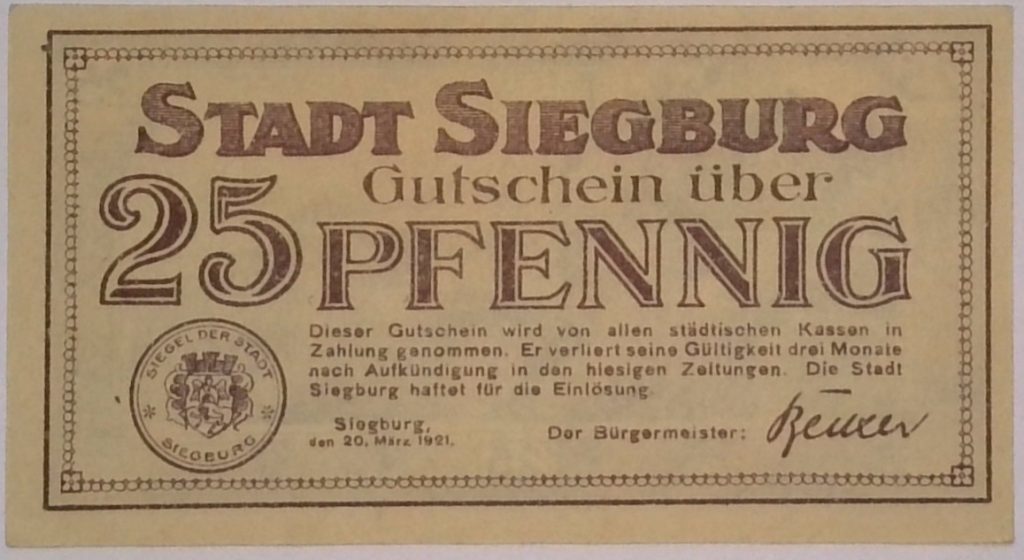 STADT SIEGBURG
Gutschein über
25 PFENNIG
Dieser Gutschein wird von allen städtischen Kassen in
Zahlung genommen. Er verliert seine Gültigkeit drei Monate
nach Aufkündigung in den hiesigen Zeitungen. Die Stadt
Siegburg haftet für die Einlösung.
SIEGEL DER STADT
SIEGBURG
Siegburg,
den 20. März 1921.
Der Bürgermeister: